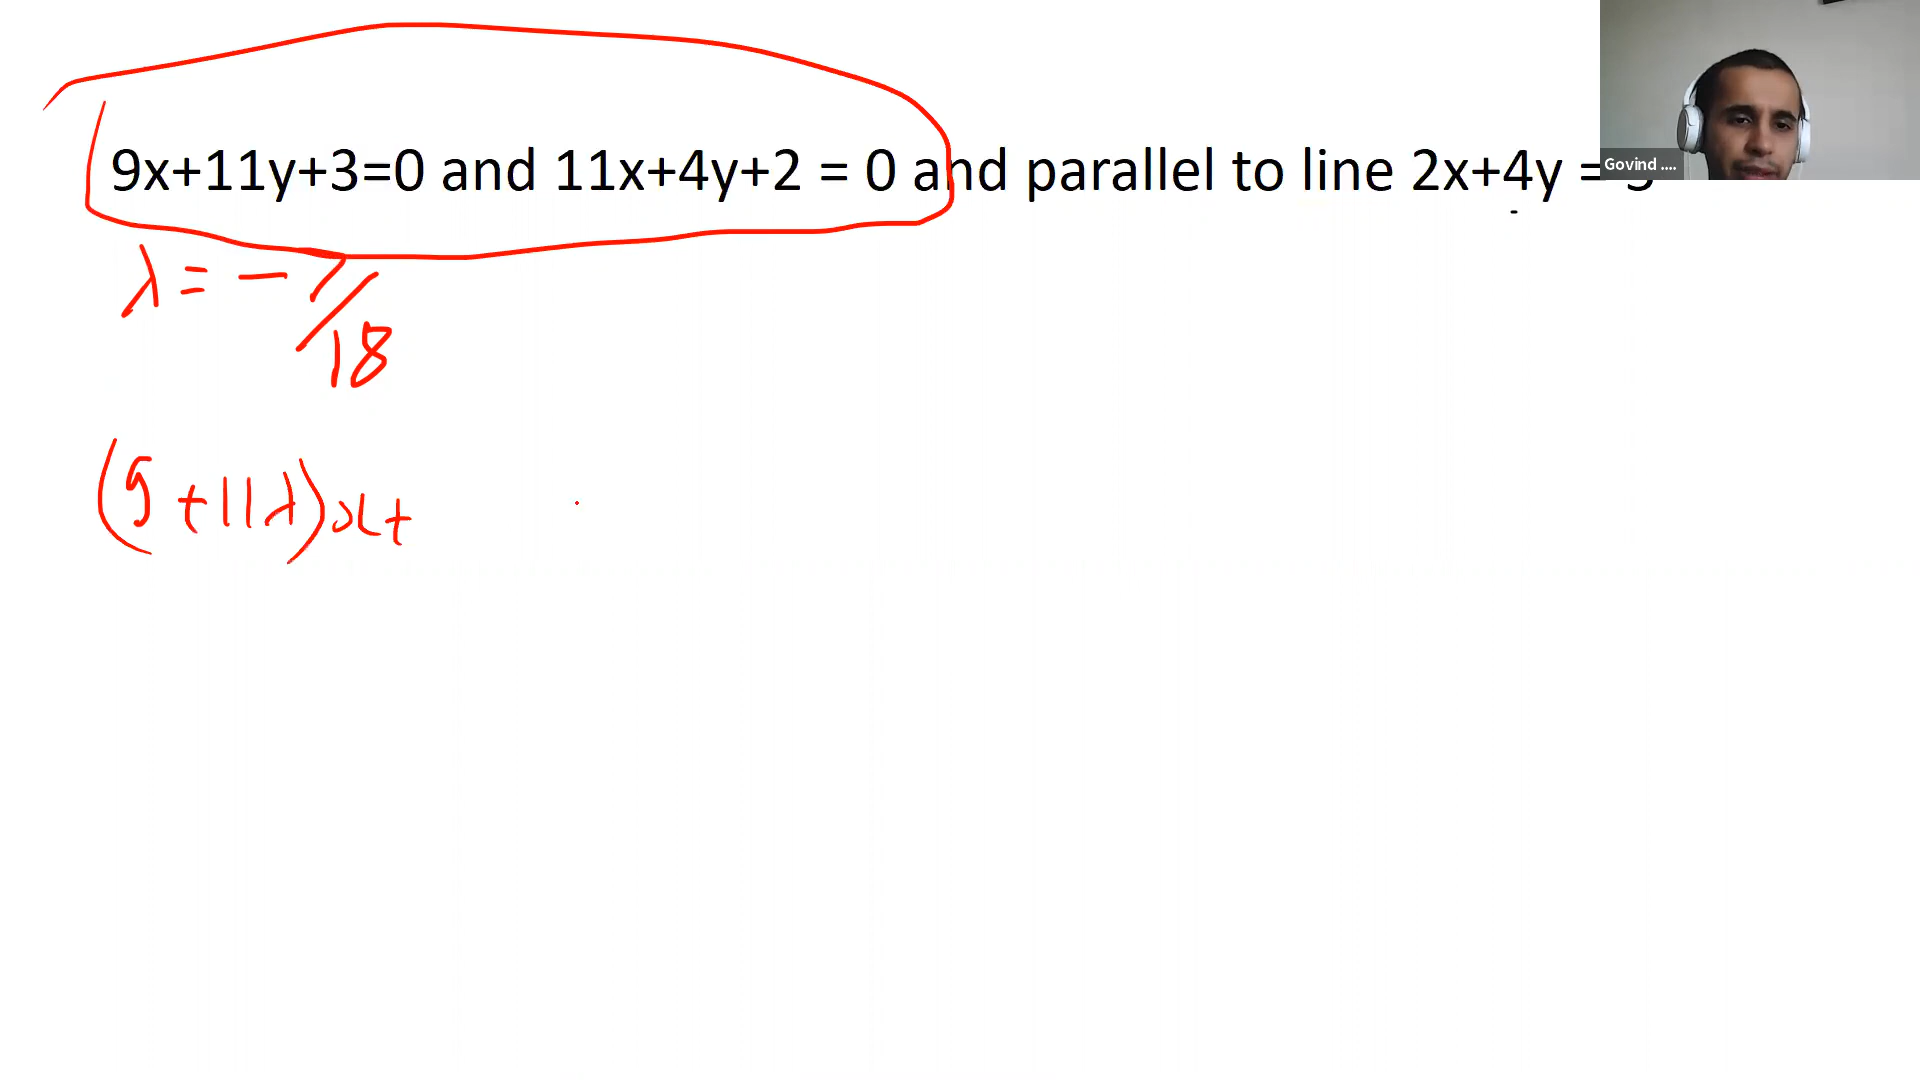 9x+11y+3=0 and 11x+4y+2 = 0 and parallel to line 2x+4y =
Govind ....
λ = - 7/18
(9 +11λ)x+